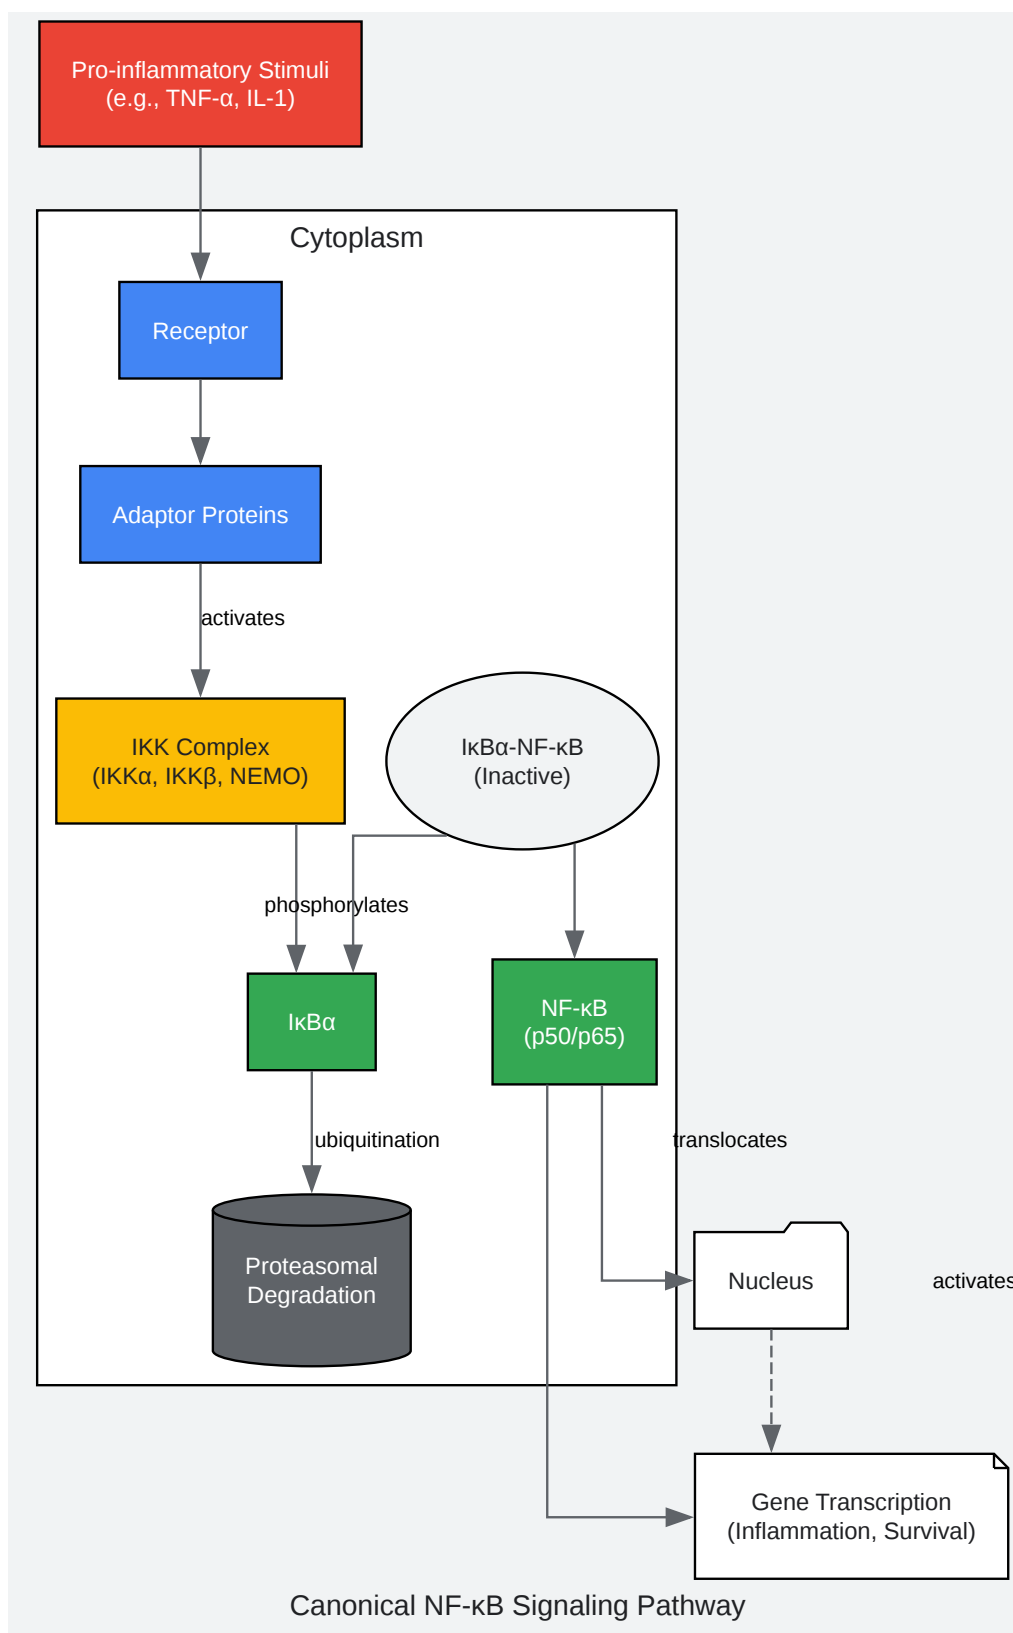 Pro-inflammatory Stimuli
(e.g., TNF-α, IL-1)
Cytoplasm
Receptor
Adaptor Proteins
activates
IKK Complex
(IKKα, IKKβ, NEMO)
IκBα-NF-κB
(Inactive)
phosphorylates
IκBα
NF-κB
(p50/p65)
ubiquitination
translocates
Proteasomal
Degradation
Nucleus
activates
Gene Transcription
(Inflammation, Survival)
Canonical NF-κB Signaling Pathway